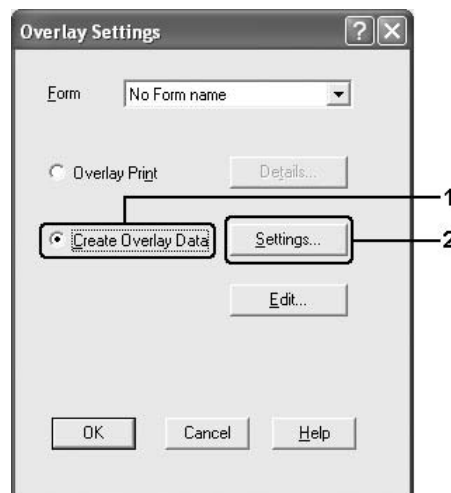 Overlay Settings
Form No Form name
Overlay Print Details...
1
Create Overlay Data Settings...
2
Edit...
OK Cancel Help